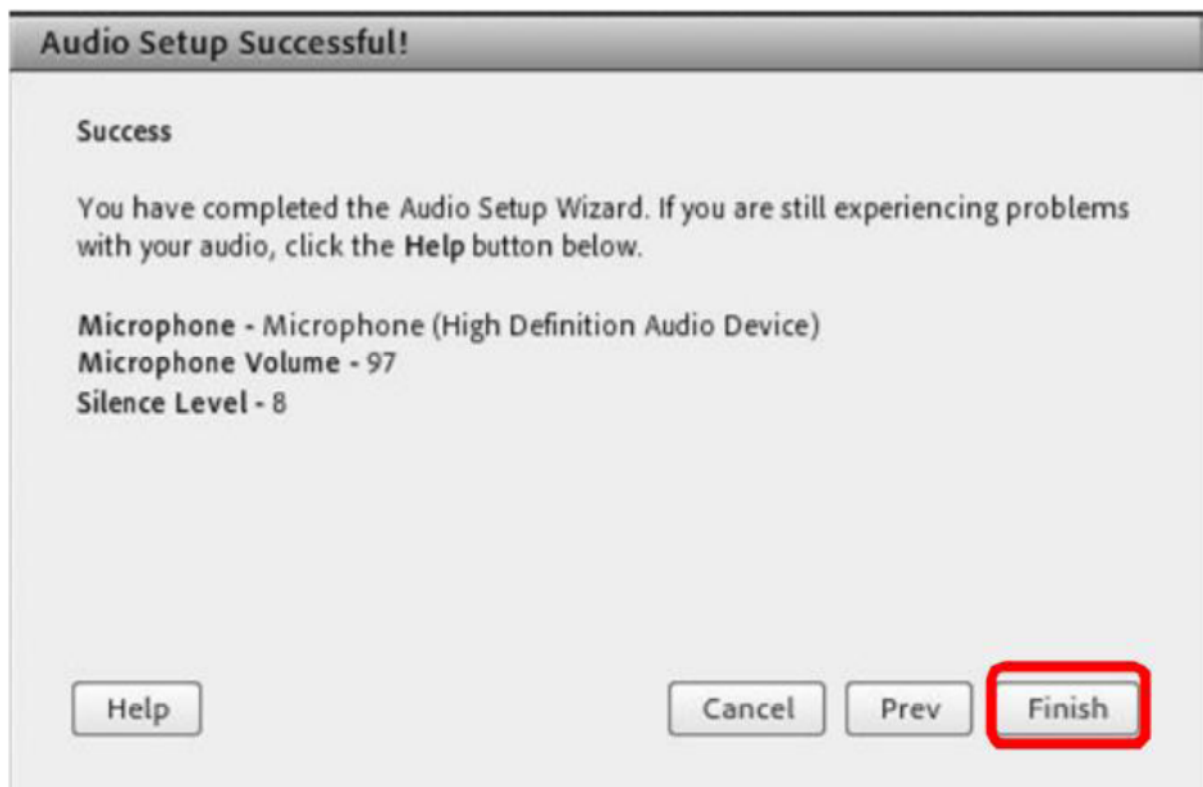 Audio Setup Successful!
Success
You have completed the Audio Setup Wizard. If you are still experiencing problems
with your audio, click the Help button below.
Microphone - Microphone (High Definition Audio Device)
Microphone Volume - 97
Silence Level - 8
Help Cancel Prev Finish